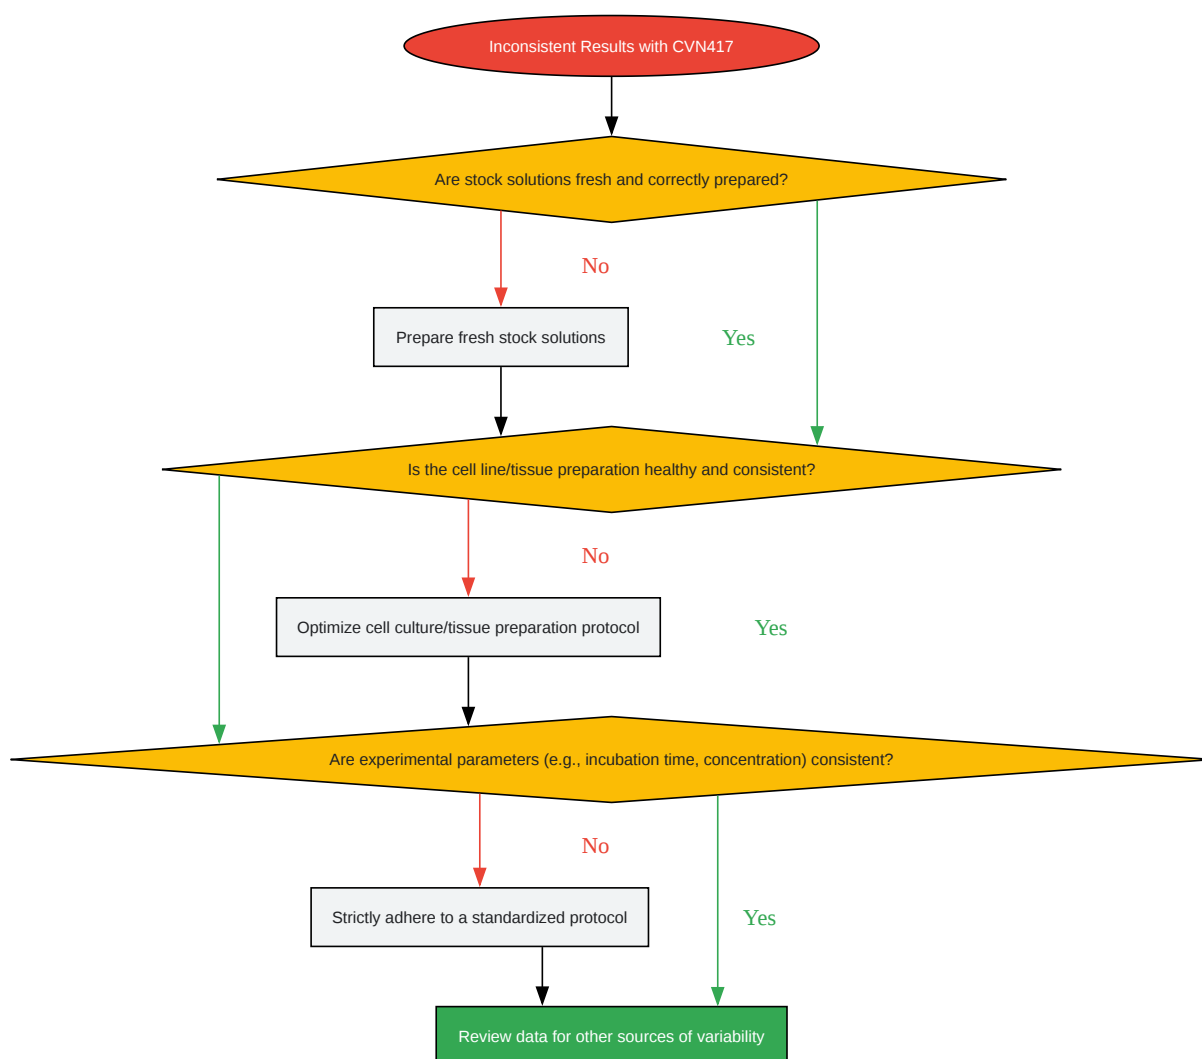 Inconsistent Results with CVN417
Are stock solutions fresh and correctly prepared?
No
Prepare fresh stock solutions
Yes
Is the cell line/tissue preparation healthy and consistent?
No
Optimize cell culture/tissue preparation protocol
Yes
Are experimental parameters (e.g., incubation time, concentration) consistent?
No
Strictly adhere to a standardized protocol
Yes
Review data for other sources of variability